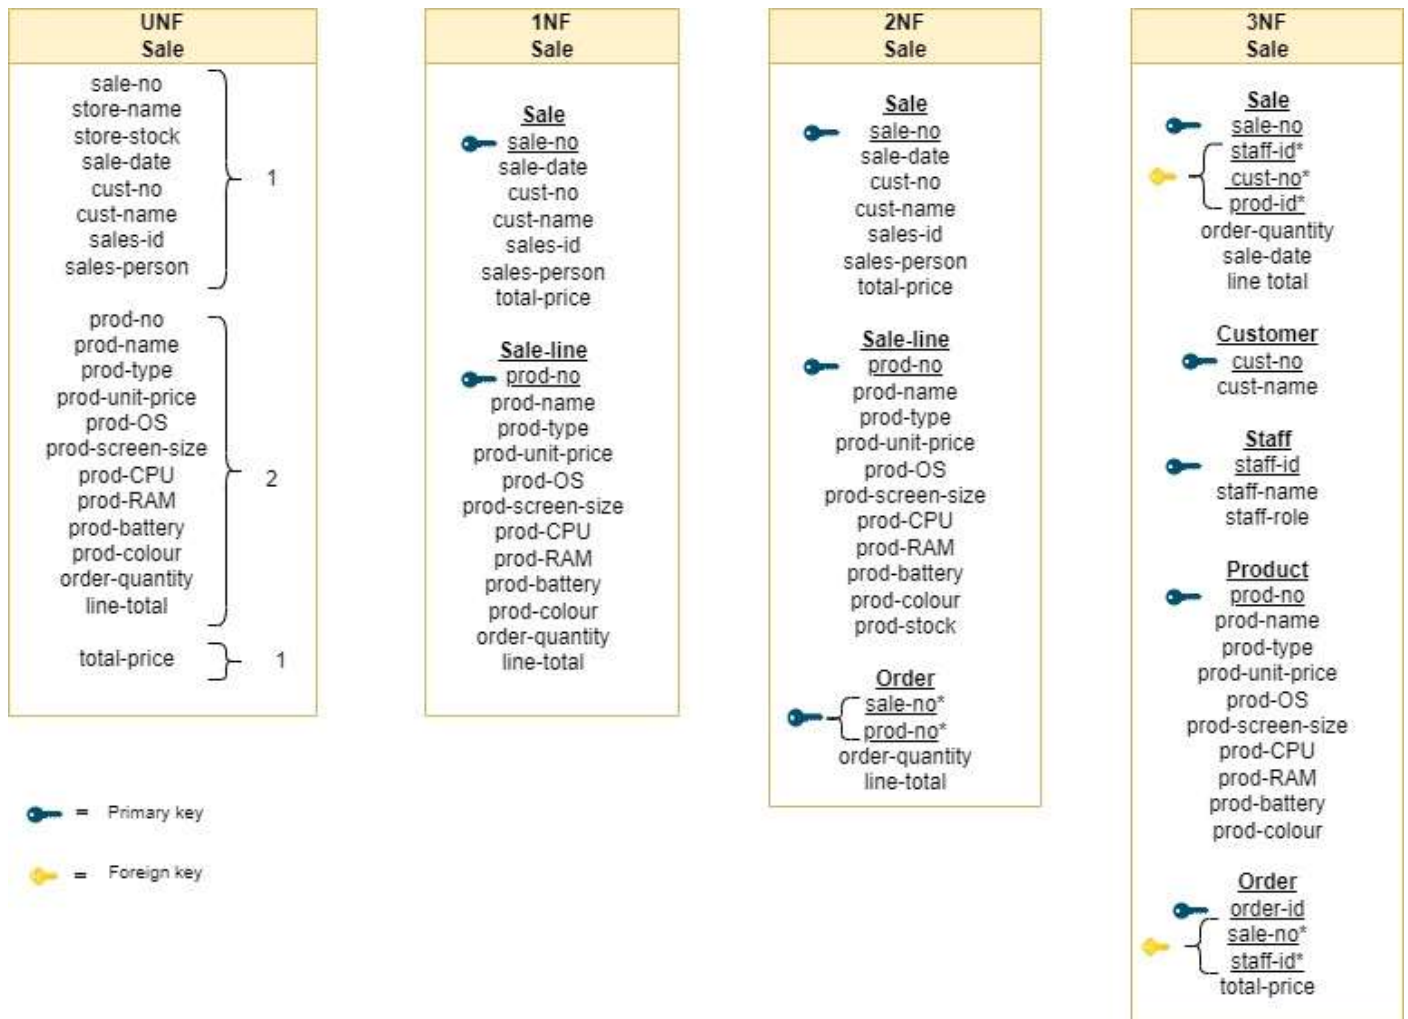 UNF
Sale
sale-no
store-name
store-stock
sale-date
cust-no
cust-name
sales-id
sales-person
1
prod-no
prod-name
prod-type
prod-unit-price
prod-OS
prod-screen-size
prod-CPU
prod-RAM
prod-battery
prod-colour
order-quantity
line-total
2
total-price
1
= Primary key
= Foreign key
1NF
Sale
Sale
sale-no
sale-date
cust-no
cust-name
sales-id
sales-person
total-price
Sale-line
prod-no
prod-name
prod-type
prod-unit-price
prod-OS
prod-screen-size
prod-CPU
prod-RAM
prod-battery
prod-colour
order-quantity
line-total
2NF
Sale
Sale
sale-no
sale-date
cust-no
cust-name
sales-id
sales-person
total-price
Sale-line
prod-no
prod-name
prod-type
prod-unit-price
prod-OS
prod-screen-size
prod-CPU
prod-RAM
prod-battery
prod-colour
prod-stock
Order
sale-no*
prod-no*
order-quantity
line-total
3NF
Sale
Sale
sale-no
staff-id*
cust-no*
prod-id*
order-quantity
sale-date
line total
Customer
cust-no
cust-name
Staff
staff-id
staff-name
staff-role
Product
prod-no
prod-name
prod-type
prod-unit-price
prod-OS
prod-screen-size
prod-CPU
prod-RAM
prod-battery
prod-colour
Order
order-id
sale-no*
staff-id*
total-price